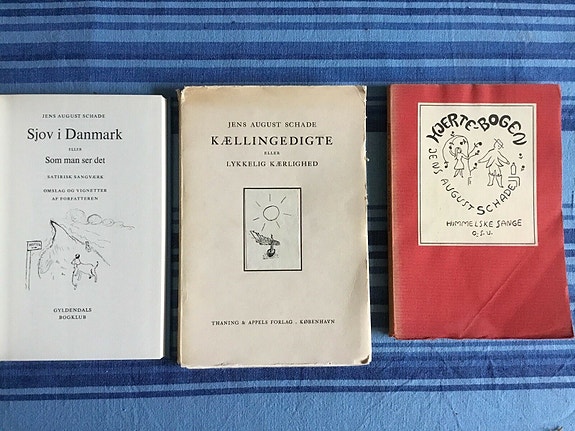 JENS AUGUST SCHADE
Sjov i Danmark
ELLER
Som man ser det
SATIRISK SANGVÆRK
OMSLAG OG VIGNETTER
AF FORFATTEREN
GYLDENDALS
BOGKLUB
JENS AUGUST SCHADE
KÆLLINGEDIGTE
ELLER
LYKKELIG KÆRLIGHED
THANING & APPELS FORLAG . KØBENHAVN
HJERTE-BOGEN
JENS AUGUST SCHADE
HIMMELSKE SANGE
O.S.V.